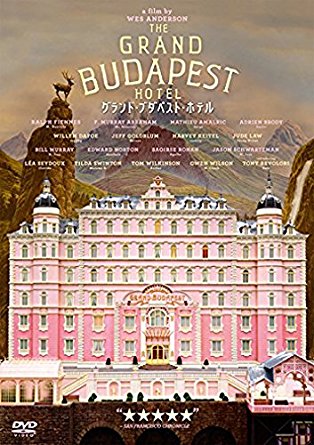 a film by
WES ANDERSON
THE
GRAND
BUDAPEST
HOTEL
グランド・ブダペスト・ホテル
RALPH FIENNES
F. MURRAY ABRAHAM
MATHIEU AMALRIC
ADRIEN BRODY
WILLEM DAFOE
JEFF GOLDBLUM
HARVEY KEITEL
JUDE LAW
BILL MURRAY
EDWARD NORTON
SAOIRSE RONAN
JASON SCHWARTZMAN
LÉA SEYDOUX
TILDA SWINTON
TOM WILKINSON
OWEN WILSON
TONY REVOLORI
GRAND BUDAPEST
"★★★★★"
– SAN FRANCISCO CHRONICLE
DVD
VIDEO